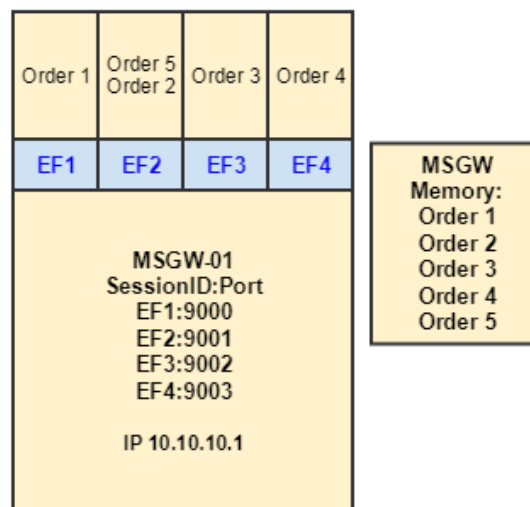 Order 1
Order 5
Order 2
Order 3
Order 4
EF1
EF2
EF3
EF4
MSGW-01
SessionID:Port
EF1:9000
EF2:9001
EF3:9002
EF4:9003
IP 10.10.10.1
MSGW
Memory:
Order 1
Order 2
Order 3
Order 4
Order 5